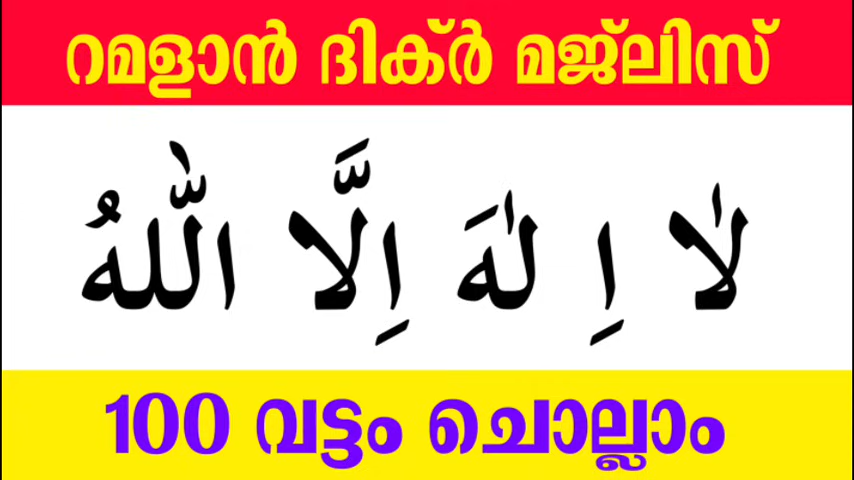 റമളാൻ ദിക്ർ മജ്ലിസ്
لٰا اِ لٰهَ اِلَّا اللّٰهُ
100 വട്ടം ചൊല്ലാം